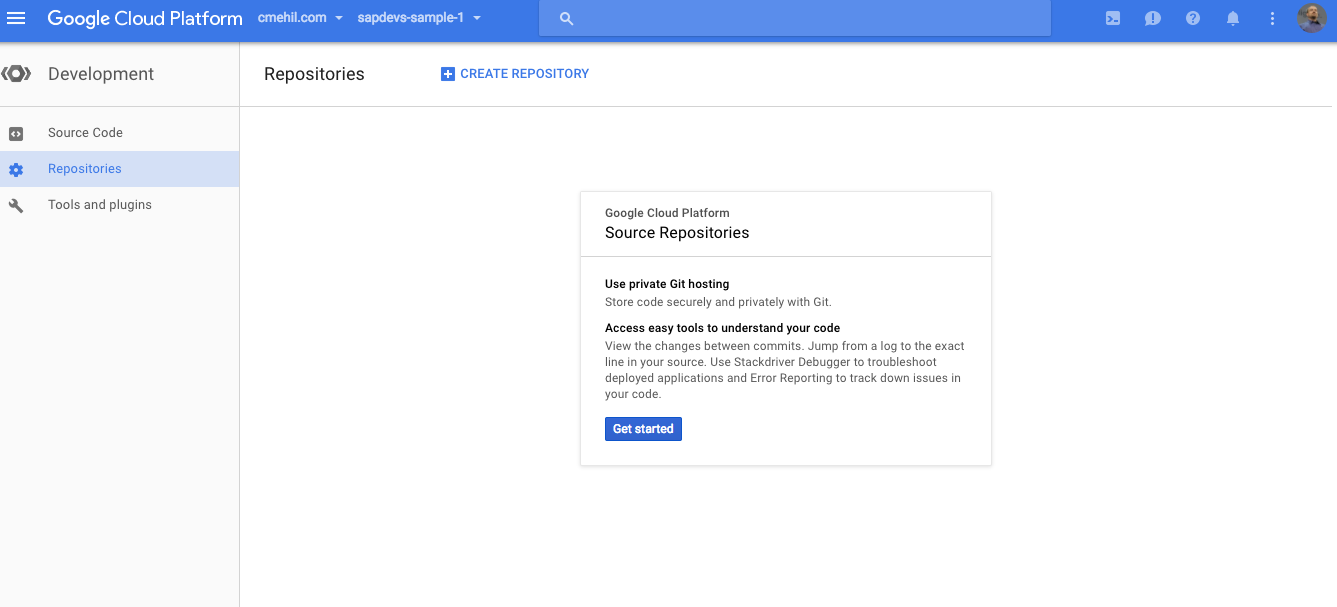 Google Cloud Platform cmehil.com sapdevs-sample-1
Development
Repositories
CREATE REPOSITORY
Source Code
Repositories
Tools and plugins
Google Cloud Platform
Source Repositories
Use private Git hosting
Store code securely and privately with Git.
Access easy tools to understand your code
View the changes between commits. Jump from a log to the exact
line in your source. Use Stackdriver Debugger to troubleshoot
deployed applications and Error Reporting to track down issues in
your code.
Get started